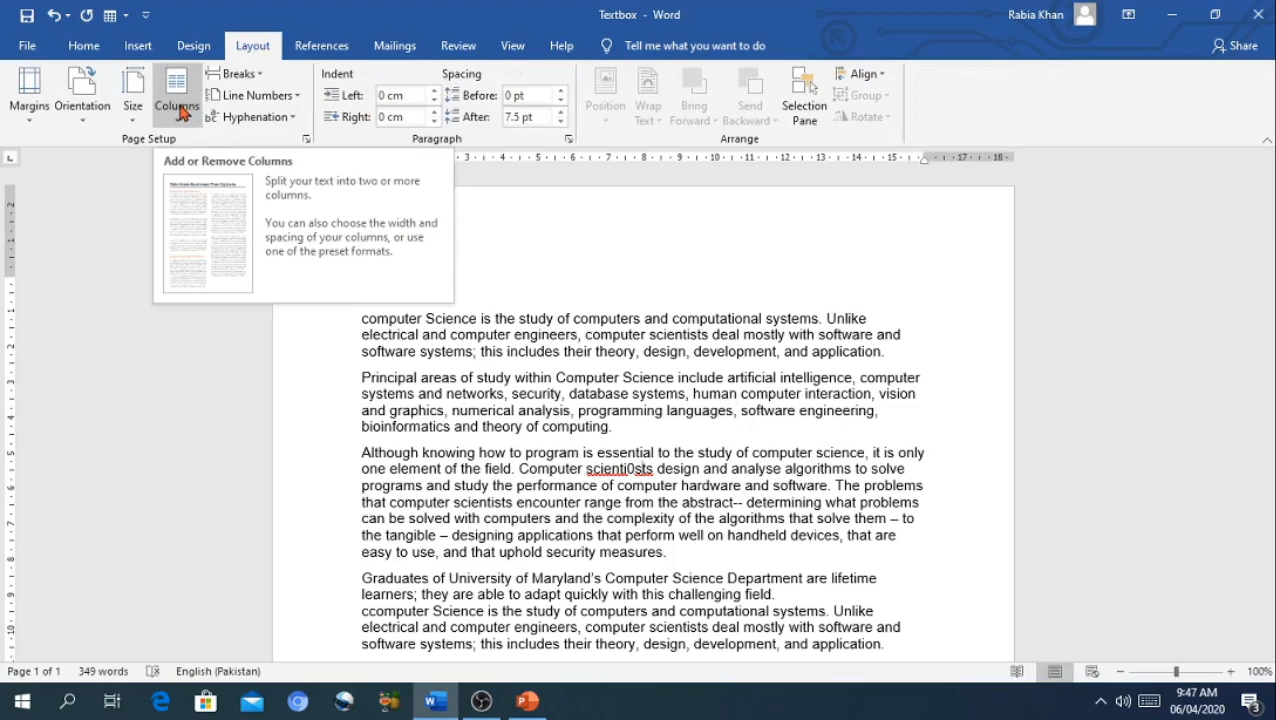 Textbox - Word
Rabia Khan
File Home Insert Design Layout References Mailings Review View Help Tell me what you want to do Share
Margins Orientation Size Columns
Breaks
Line Numbers
Hyphenation
Page Setup
Indent
Left: 0 cm
Right: 0 cm
Spacing
Before: 0 pt
After: 7.5 pt
Paragraph
Position
Wrap Text
Bring Forward
Send Backward
Selection Pane
Align
Group
Rotate
Arrange
3 4 5 6 7 8 9 10 11 12 13 14 15 17 18
Add or Remove Columns
Split your text into two or more
columns.
You can also choose the width and
spacing of your columns, or use
one of the preset formats.
computer Science is the study of computers and computational systems. Unlike
electrical and computer engineers, computer scientists deal mostly with software and
software systems; this includes their theory, design, development, and application.
Principal areas of study within Computer Science include artificial intelligence, computer
systems and networks, security, database systems, human computer interaction, vision
and graphics, numerical analysis, programming languages, software engineering,
bioinformatics and theory of computing.
Although knowing how to program is essential to the study of computer science, it is only
one element of the field. Computer scienti0sts design and analyse algorithms to solve
programs and study the performance of computer hardware and software. The problems
that computer scientists encounter range from the abstract-- determining what problems
can be solved with computers and the complexity of the algorithms that solve them – to
the tangible – designing applications that perform well on handheld devices, that are
easy to use, and that uphold security measures.
Graduates of University of Maryland's Computer Science Department are lifetime
learners; they are able to adapt quickly with this challenging field.
ccomputer Science is the study of computers and computational systems. Unlike
electrical and computer engineers, computer scientists deal mostly with software and
software systems; this includes their theory, design, development, and application.
Page 1 of 1 349 words English (Pakistan) 100%
9:47 AM
06/04/2020
3